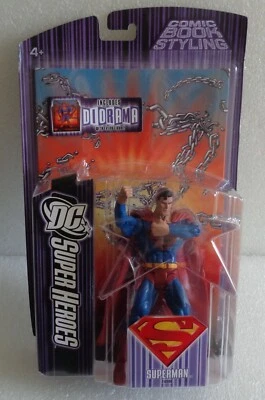 COMIC
BOOK
STYLING
4+
INCLUDES
DIORAMA
DC
SUPER HEROES
S
SUPERMAN